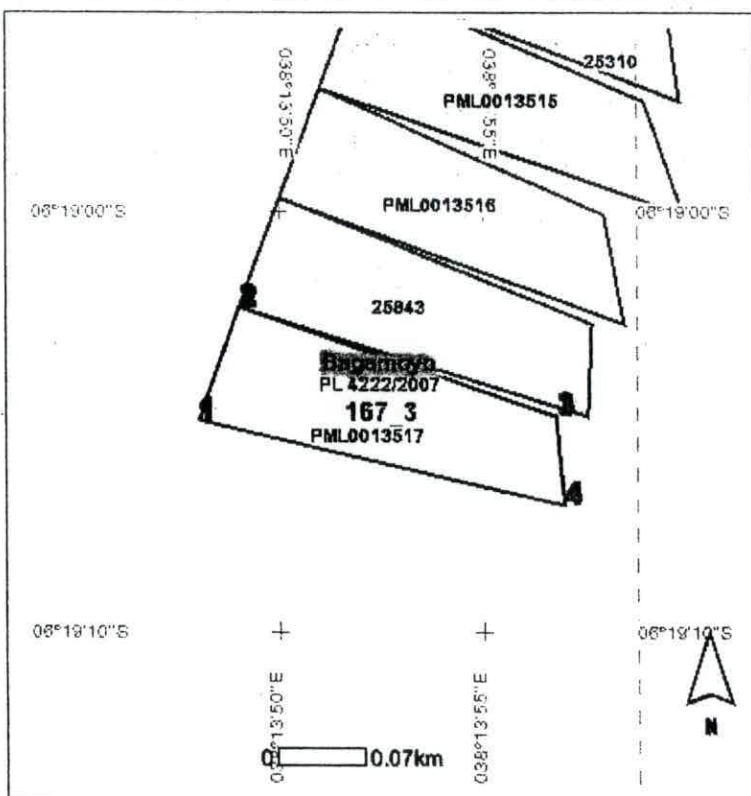 25310
038°13'50"E
038°13'55"E
PML0013515
PML0013516
06°19'00"S
06°19'00"S
2
25843
Bagamoyo
PL 4222/2007
167_3
3
1
PML0013517
4
06°19'10"S
06°19'10"S
038°13'50"E
038°13'55"E
N
0
0.07km